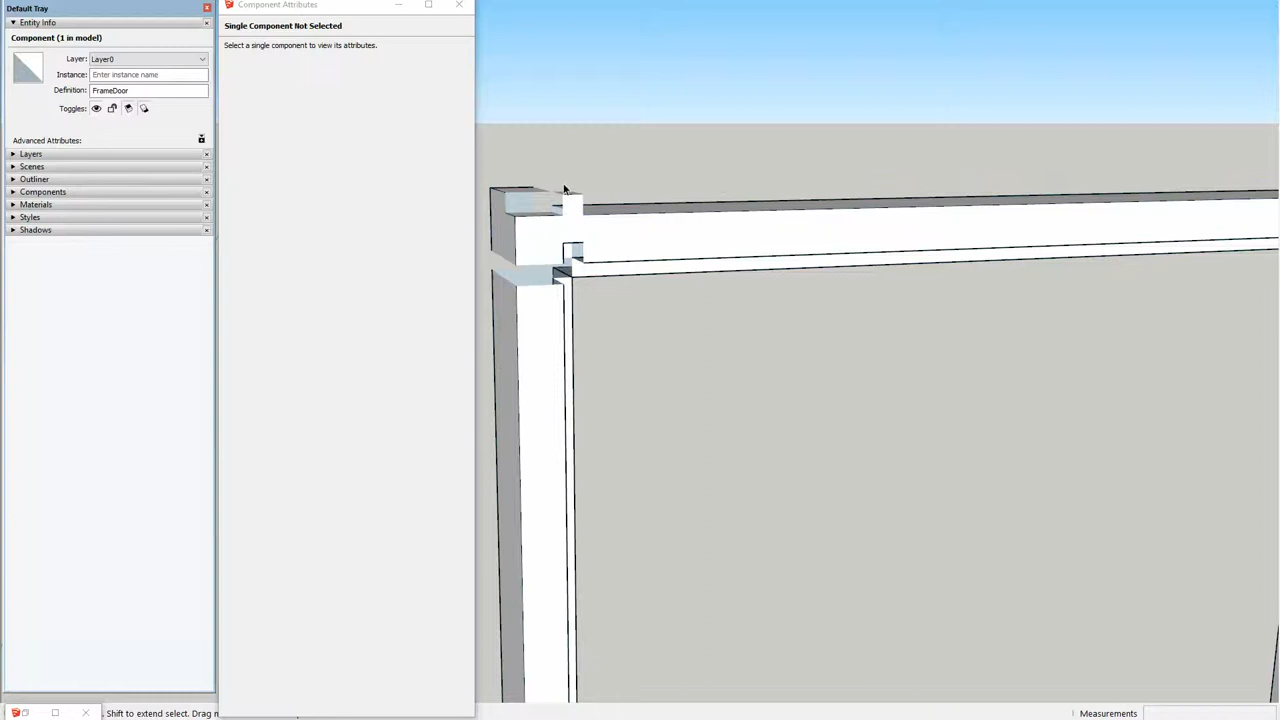 Default Tray
Entity Info
Component (1 in model)
Layer: Layer0
Instance: Enter instance name
Definition: FrameDoor
Toggles:
Advanced Attributes:
Layers
Scenes
Outliner
Components
Materials
Styles
Shadows
Component Attributes
Single Component Not Selected
Select a single component to view its attributes.
Shift to extend select. Drag
Measurements